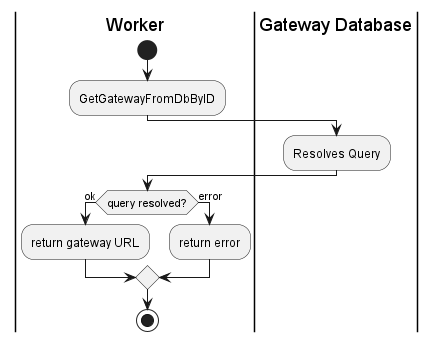 Worker
Gateway Database
GetGatewayFromDbByID
Resolves Query
ok
query resolved?
error
return gateway URL
return error